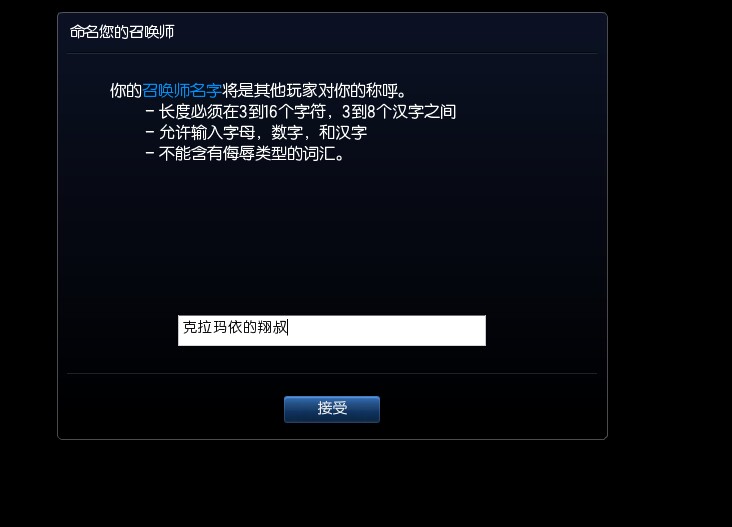 命名您的召唤师
你的召唤师名字将是其他玩家对你的称呼。
- 长度必须在3到16个字符，3到8个汉字之间
- 允许输入字母，数字，和汉字
- 不能含有侮辱类型的词汇。
克拉玛依的翔叔
接受